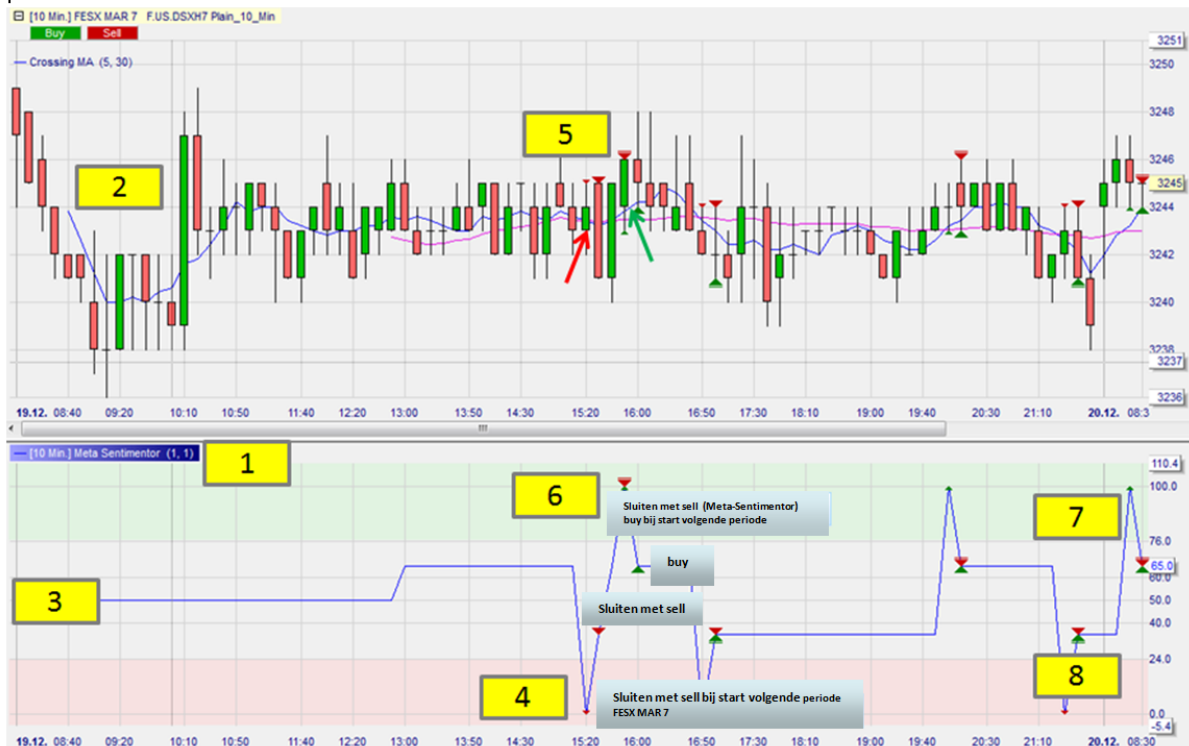 [10 Min.] FESX MAR 7 F.US.DSXH7 Plain_10_Min
Buy Sell
Crossing MA (5, 30)
3251
3250
3248
3246
3245
3244
3242
3240
3238
3237
3236
2
5
19.12. 08:40 09:20 10:10 10:50 11:40 12:20 13:00 13:50 14:30 15:20 16:00 16:50 17:30 18:10 19:00 19:40 20:30 21:10 20.12. 08:3
[10 Min.] Meta Sentimentor (1, 1)
1
110.4
100.0
76.0
65.0
60.0
50.0
40.0
24.0
0.0
-5.4
6
Sluiten met sell (Meta-Sentimentor)
buy bij start volgende periode
7
buy
3
Sluiten met sell
4
Sluiten met sell bij start volgende periode
FESX MAR 7
8
19.12. 08:40 09:20 10:10 10:50 11:40 12:20 13:00 13:50 14:30 15:20 16:00 16:50 17:30 18:10 19:00 19:40 20:30 21:10 20.12. 08:30